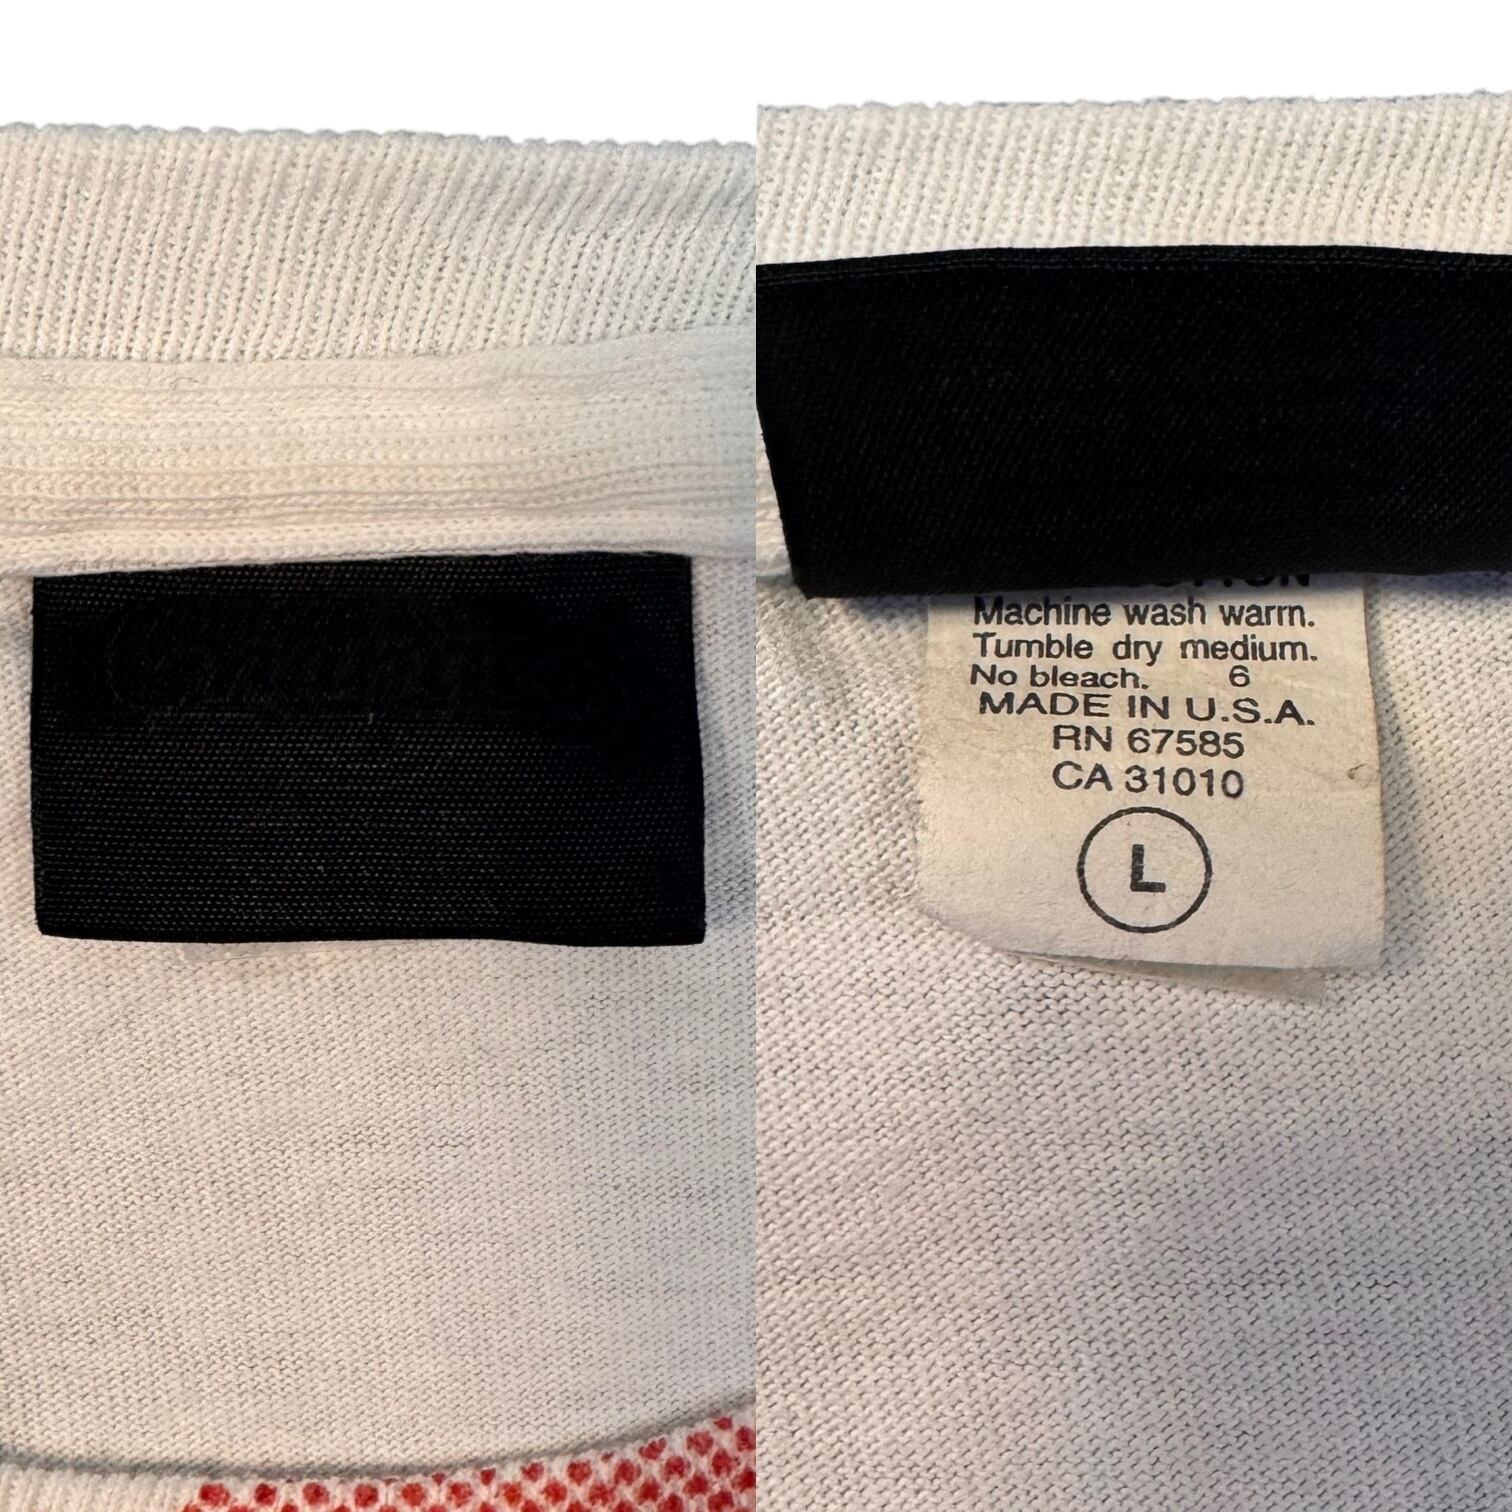 Machine wash warm.
Tumble dry medium.
No bleach. 6
MADE IN U.S.A.
RN 67585
CA 31010
L